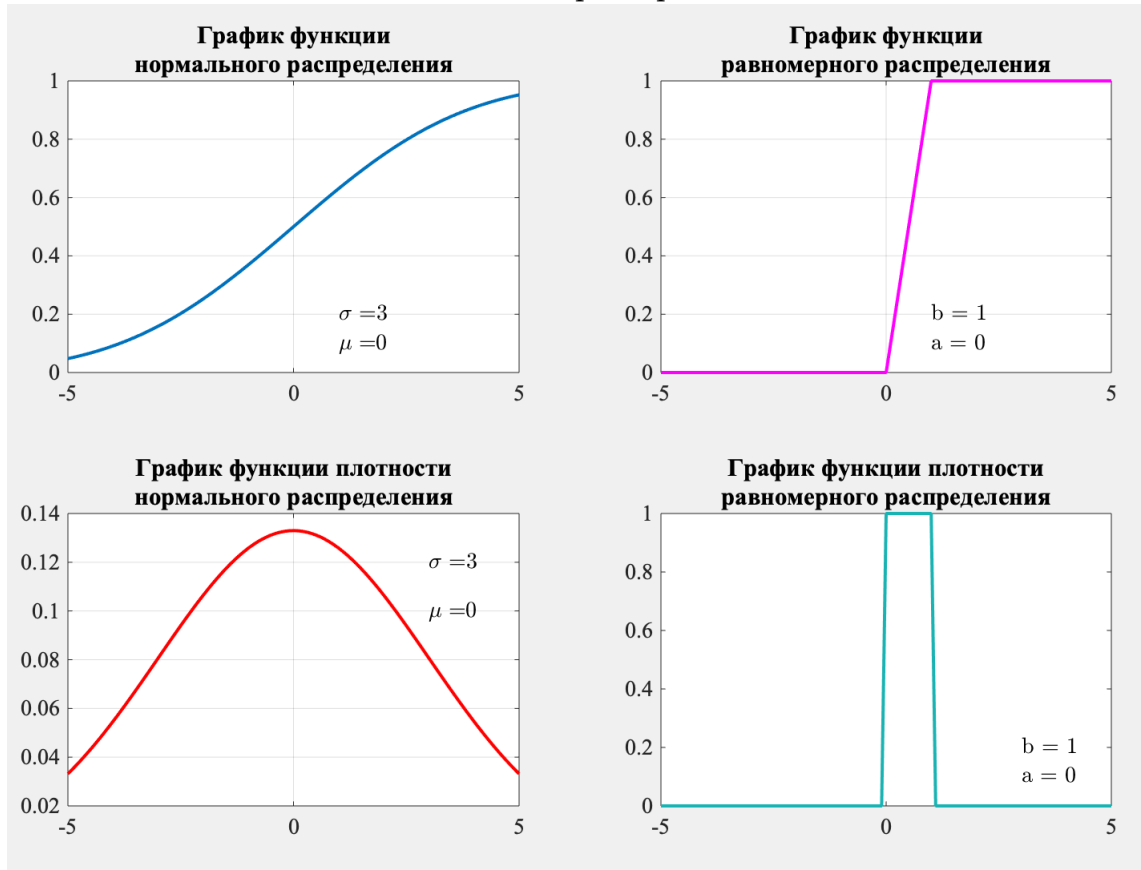 График функции
нормального распределения
1
0.8
0.6
0.4
0.2
0
-5
0
5
σ =3
μ =0
График функции
равномерного распределения
1
0.8
0.6
0.4
0.2
0
-5
0
5
b = 1
a = 0
График функции плотности
нормального распределения
0.14
0.12
0.1
0.08
0.06
0.04
0.02
-5
0
5
σ =3
μ =0
График функции плотности
равномерного распределения
1
0.8
0.6
0.4
0.2
0
-5
0
5
b = 1
a = 0